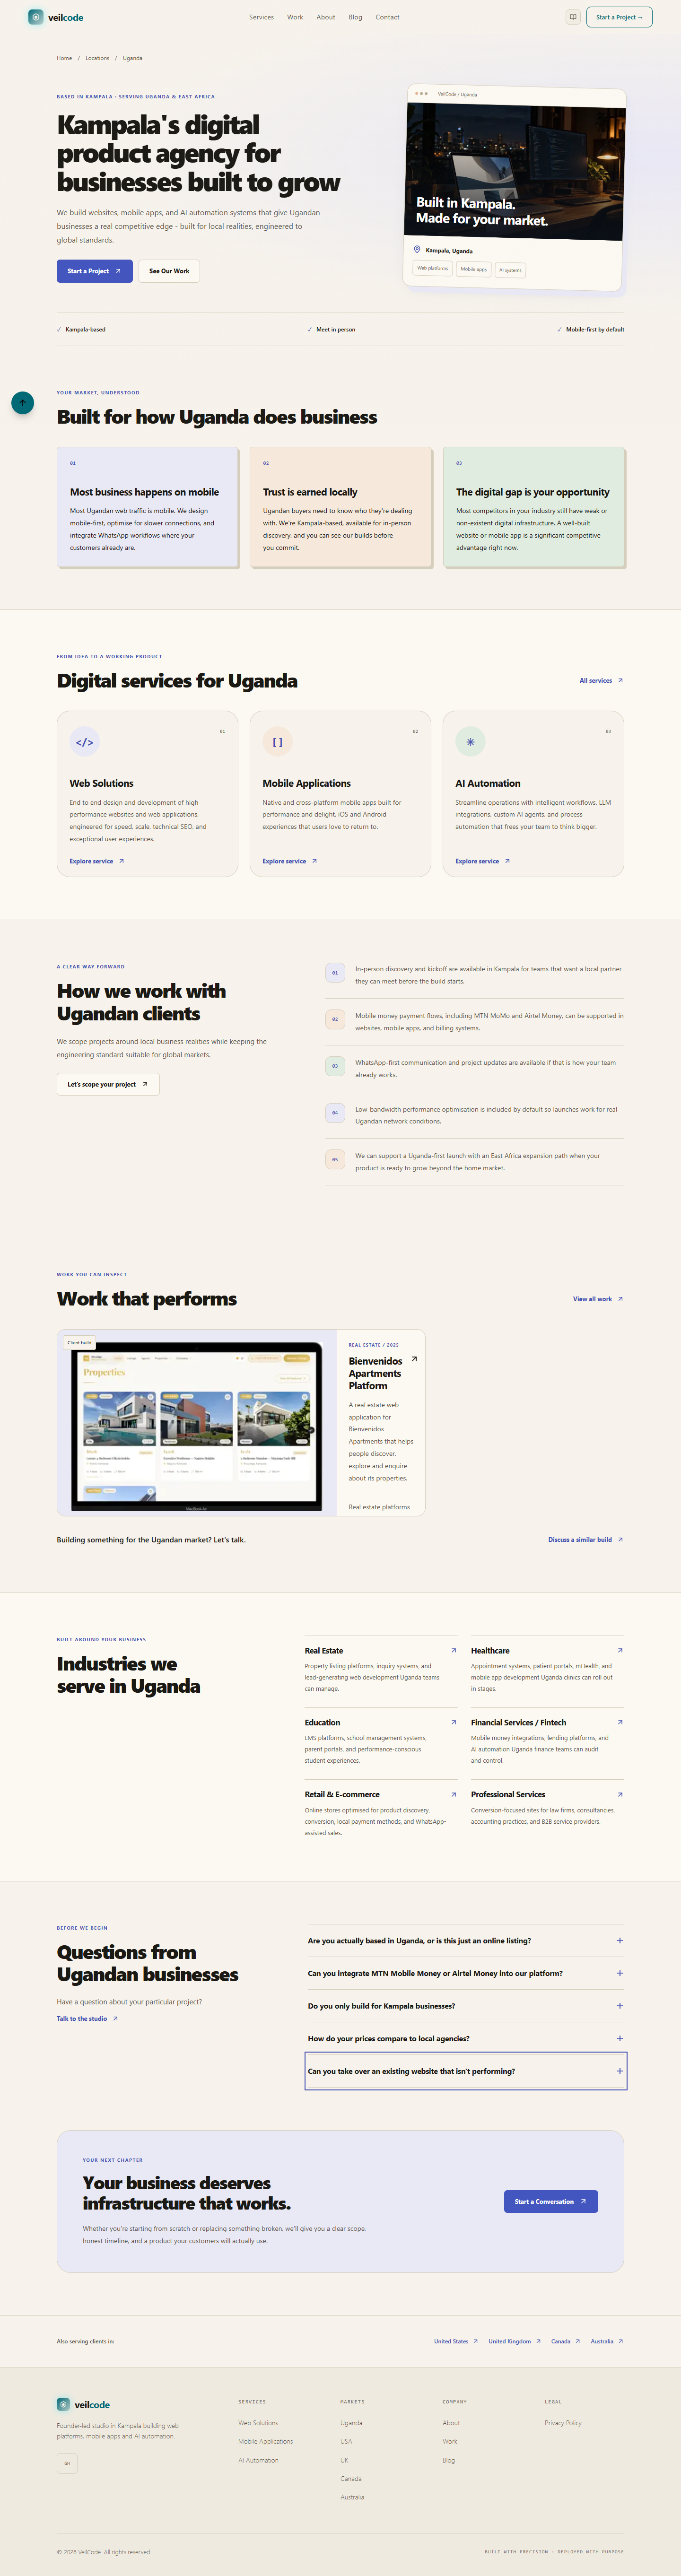 veilcode
Services Work About Blog Contact
Start a Project →
Home / Locations / Uganda
BASED IN KAMPALA · SERVING UGANDA & EAST AFRICA
Kampala's digital
product agency for
businesses built to grow
We build websites, mobile apps, and AI automation systems that give Ugandan
businesses a real competitive edge - built for local realities, engineered to
global standards.
Start a Project
See Our Work
VeilCode / Uganda
Built in Kampala.
Made for your market.
Kampala, Uganda
Web platforms
Mobile apps
AI systems
✓ Kampala-based
✓ Meet in person
✓ Mobile-first by default
YOUR MARKET, UNDERSTOOD
Built for how Uganda does business
01
Most business happens on mobile
Most Ugandan web traffic is mobile. We design
mobile-first, optimise for slower connections, and
integrate WhatsApp workflows where your
customers already are.
02
Trust is earned locally
Ugandan buyers need to know who they're dealing
with. We're Kampala-based, available for in-person
discovery, and you can see our builds before
you commit.
03
The digital gap is your opportunity
Most competitors in your industry still have weak or
non-existent digital infrastructure. A well-built
website or mobile app is a significant competitive
advantage right now.
FROM IDEA TO A WORKING PRODUCT
Digital services for Uganda
All services
</>
01
Web Solutions
End to end design and development of high
performance websites and web applications,
engineered for speed, scale, technical SEO, and
exceptional user experiences.
Explore service
[ ]
02
Mobile Applications
Native and cross-platform mobile apps built for
performance and delight. iOS and Android
experiences that users love to return to.
Explore service
03
AI Automation
Streamline operations with intelligent workflows. LLM
integrations, custom AI agents, and process
automation that frees your team to think bigger.
Explore service
A CLEAR WAY FORWARD
How we work with
Ugandan clients
We scope projects around local business realities while keeping the
engineering standard suitable for global markets.
Let's scope your project
01
In-person discovery and kickoff are available in Kampala for teams that want a local partner
they can meet before the build starts.
02
Mobile money payment flows, including MTN MoMo and Airtel Money, can be supported in
websites, mobile apps, and billing systems.
03
WhatsApp-first communication and project updates are available if that is how your team
already works.
04
Low-bandwidth performance optimisation is included by default so launches work for real
Ugandan network conditions.
05
We can support a Uganda-first launch with an East Africa expansion path when your
product is ready to grow beyond the home market.
WORK YOU CAN INSPECT
Work that performs
View all work
Client build
Properties
REAL ESTATE / 2025
Bienvenidos
Apartments
Platform
A real estate web
application for
Bienvenidos
Apartments that helps
people discover,
explore and enquire
about its properties.
Real estate platforms
Building something for the Ugandan market? Let's talk.
Discuss a similar build
BUILT AROUND YOUR BUSINESS
Industries we
serve in Uganda
Real Estate
Property listing platforms, inquiry systems, and
lead-generating web development Uganda teams
can manage.
Healthcare
Appointment systems, patient portals, mHealth, and
mobile app development Uganda clinics can roll out
in stages.
Education
LMS platforms, school management systems,
parent portals, and performance-conscious
student experiences.
Financial Services / Fintech
Mobile money integrations, lending platforms, and
AI automation Uganda finance teams can audit
and control.
Retail & E-commerce
Online stores optimised for product discovery,
conversion, local payment methods, and WhatsApp-
assisted sales.
Professional Services
Conversion-focused sites for law firms, consultancies,
accounting practices, and B2B service providers.
BEFORE WE BEGIN
Questions from
Ugandan businesses
Have a question about your particular project?
Talk to the studio
Are you actually based in Uganda, or is this just an online listing?
Can you integrate MTN Mobile Money or Airtel Money into our platform?
Do you only build for Kampala businesses?
How do your prices compare to local agencies?
Can you take over an existing website that isn't performing?
YOUR NEXT CHAPTER
Your business deserves
infrastructure that works.
Whether you're starting from scratch or replacing something broken, we'll give you a clear scope,
honest timeline, and a product your customers will actually use.
Start a Conversation
Also serving clients in:
United States
United Kingdom
Canada
Australia
veilcode
Founder-led studio in Kampala building web
platforms, mobile apps and AI automation.
SERVICES
Web Solutions
Mobile Applications
AI Automation
MARKETS
Uganda
USA
UK
Canada
Australia
COMPANY
About
Work
Blog
LEGAL
Privacy Policy
© 2026 VeilCode. All rights reserved.
BUILT WITH PRECISION · DEPLOYED WITH PURPOSE